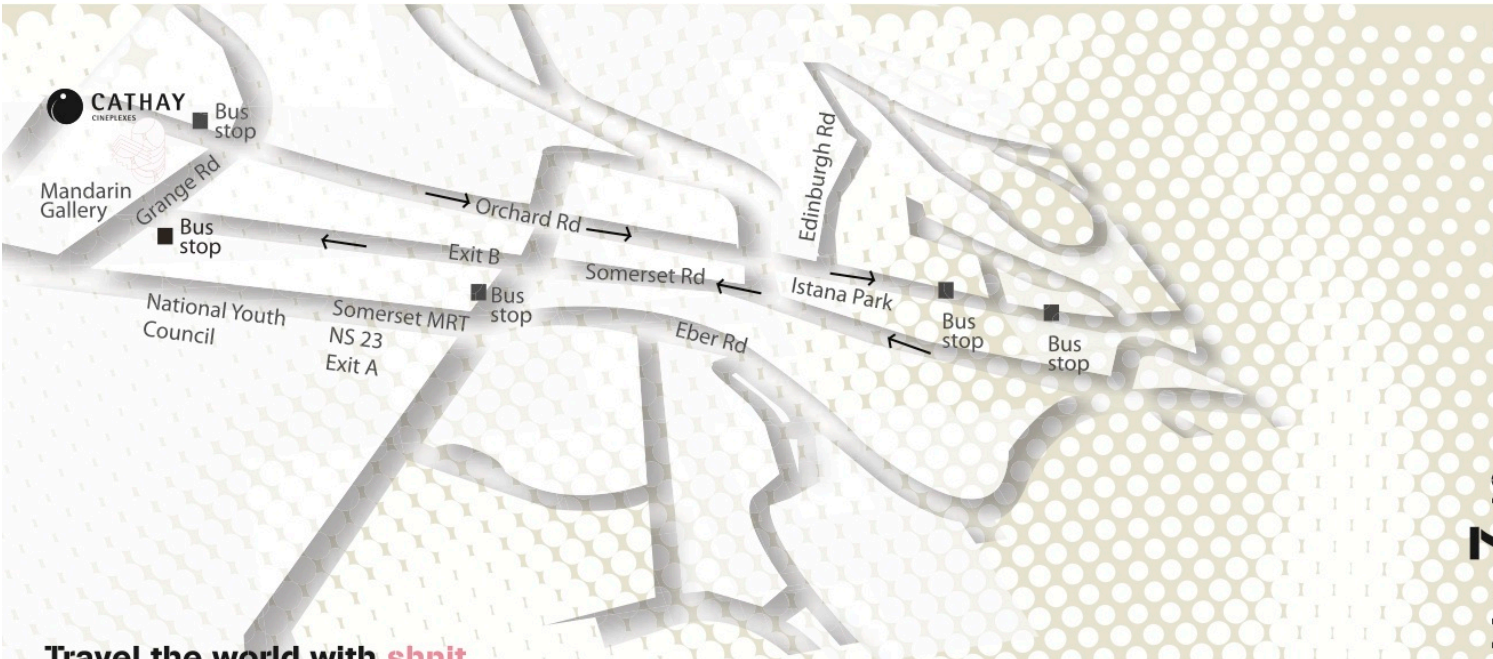 CATHAY
CINEPLEXES
Bus
stop
Mandarin
Gallery
Grange Rd
Bus
stop
Orchard Rd
Edinburgh Rd
Exit B
Somerset Rd
Istana Park
Bus
stop
National Youth
Council
Somerset MRT
NS 23
Exit A
Eber Rd
Bus
stop
Bus
stop
Travel the world with shnit